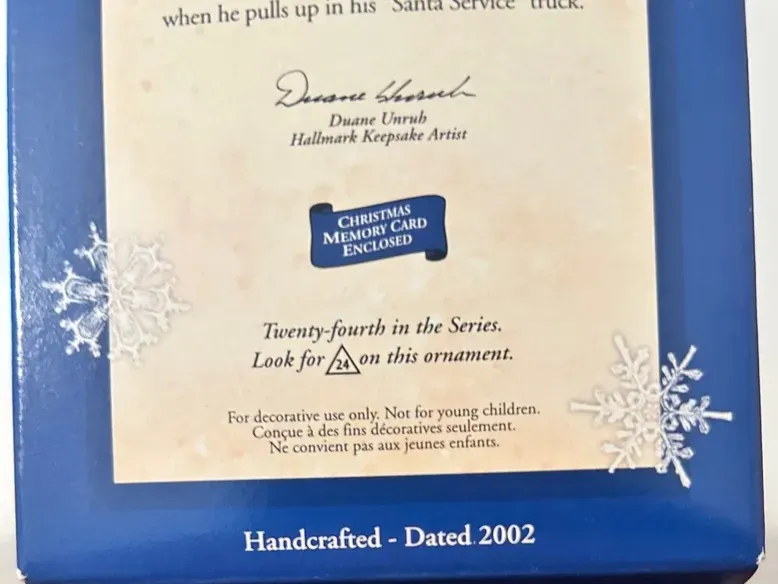 when he pulls up in his "Santa Service" truck.
Duane Unruh
Duane Unruh
Hallmark Keepsake Artist
CHRISTMAS
MEMORY CARD
ENCLOSED
Twenty-fourth in the Series.
Look for 24 on this ornament.
For decorative use only. Not for young children.
Conçue à des fins décoratives seulement.
Ne convient pas aux jeunes enfants.
Handcrafted - Dated 2002